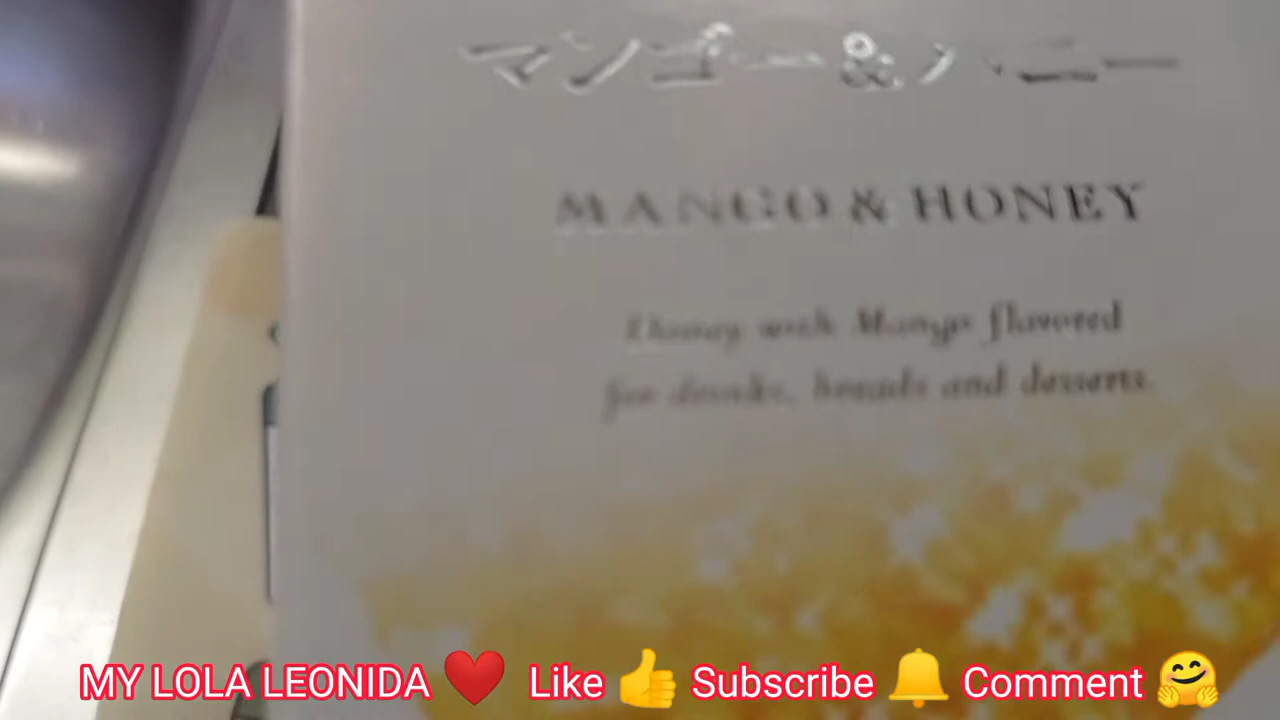 マンゴー&ハニー
MANGO & HONEY
Honey with Mango flavored
for drinks, breads and desserts.
MY LOLA LEONIDA ❤️ Like 👍 Subscribe 🔔 Comment 🤗